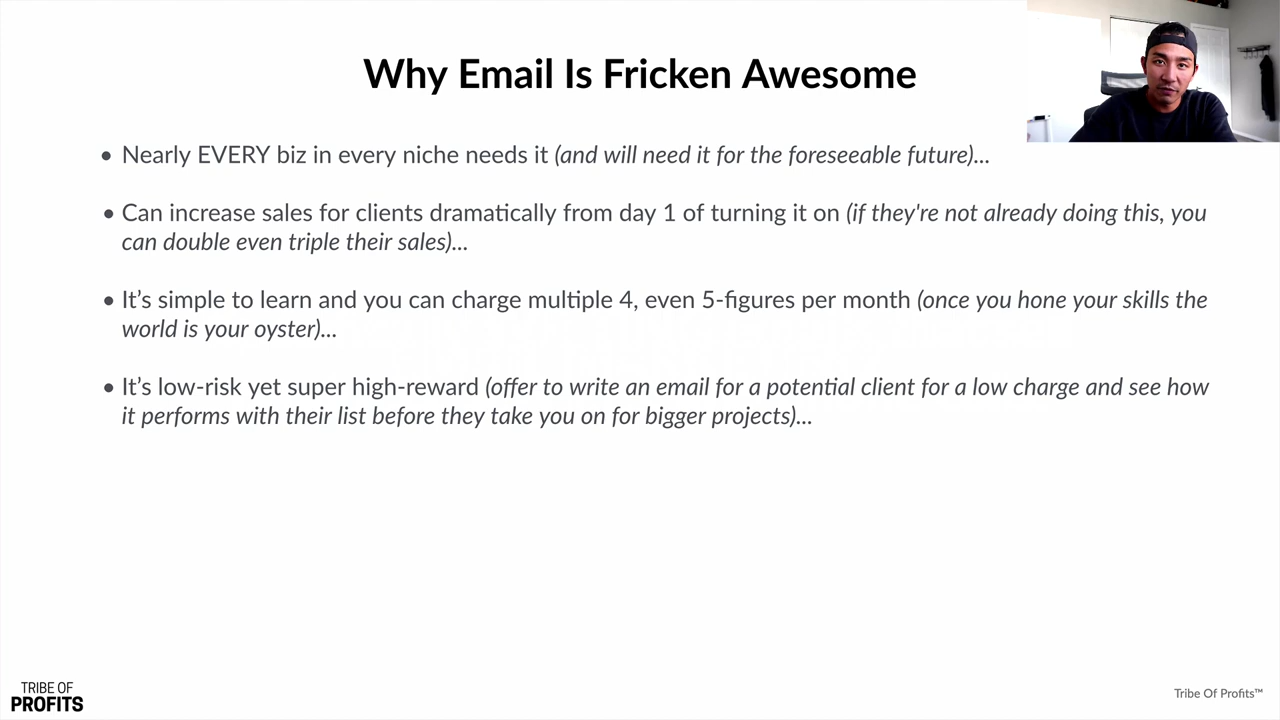 Why Email Is Fricken Awesome
• Nearly EVERY biz in every niche needs it (and will need it for the foreseeable future)...
• Can increase sales for clients dramatically from day 1 of turning it on (if they're not already doing this, you
can double even triple their sales)...
• It’s simple to learn and you can charge multiple 4, even 5-figures per month (once you hone your skills the
world is your oyster)...
• It’s low-risk yet super high-reward (offer to write an email for a potential client for a low charge and see how
it performs with their list before they take you on for bigger projects)...
TRIBE OF
PROFITS
Tribe Of Profits™